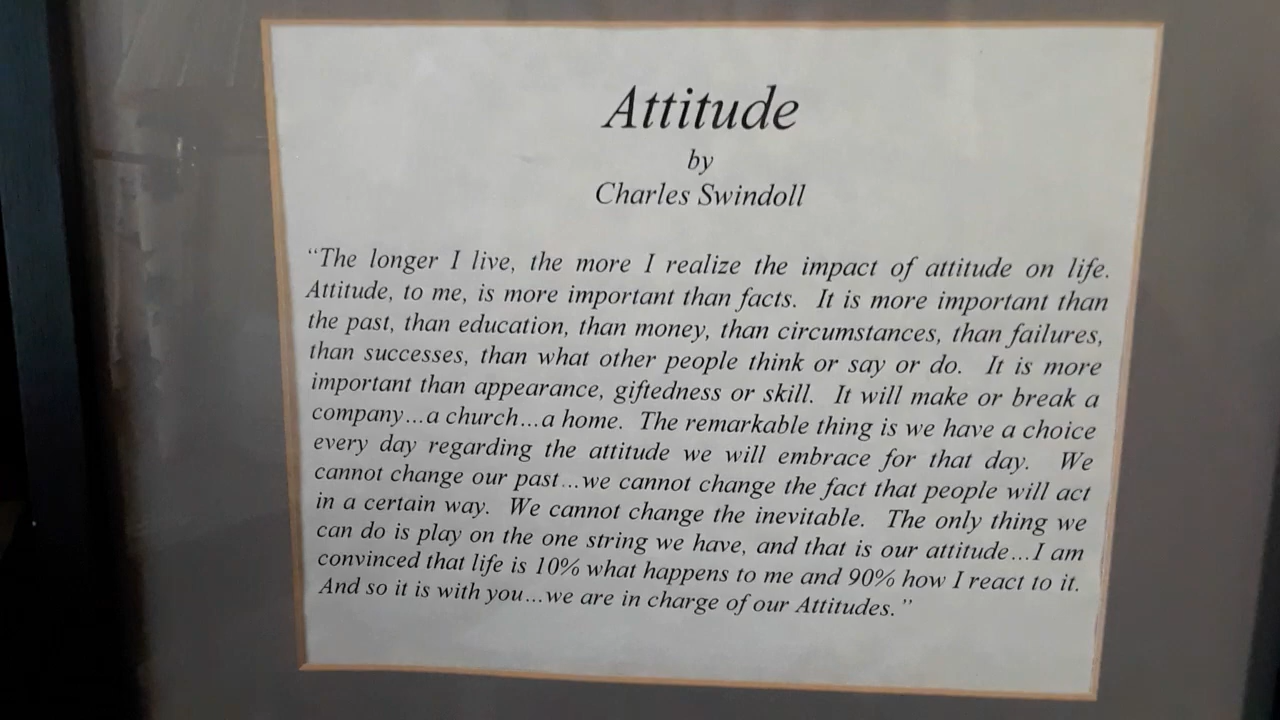 Attitude
by
Charles Swindoll
“The longer I live, the more I realize the impact of attitude on life.
Attitude, to me, is more important than facts. It is more important than
the past, than education, than money, than circumstances, than failures,
than successes, than what other people think or say or do. It is more
important than appearance, giftedness or skill. It will make or break a
company...a church...a home. The remarkable thing is we have a choice
every day regarding the attitude we will embrace for that day. We
cannot change our past...we cannot change the fact that people will act
in a certain way. We cannot change the inevitable. The only thing we
can do is play on the one string we have, and that is our attitude...I am
convinced that life is 10% what happens to me and 90% how I react to it.
And so it is with you...we are in charge of our Attitudes.”